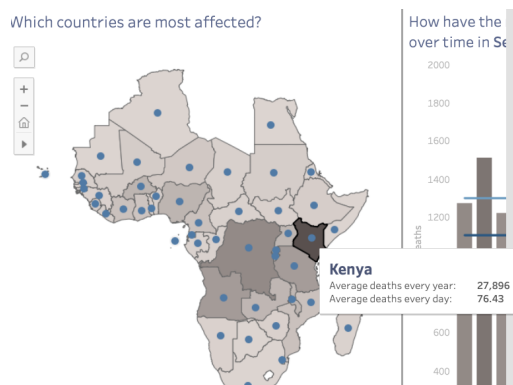 Which countries are most affected?
How have the
over time in Se
2000
1800
1600
1400
1200
eaths
Kenya
Average deaths every year: 27,896
Average deaths every day: 76.43
600
400